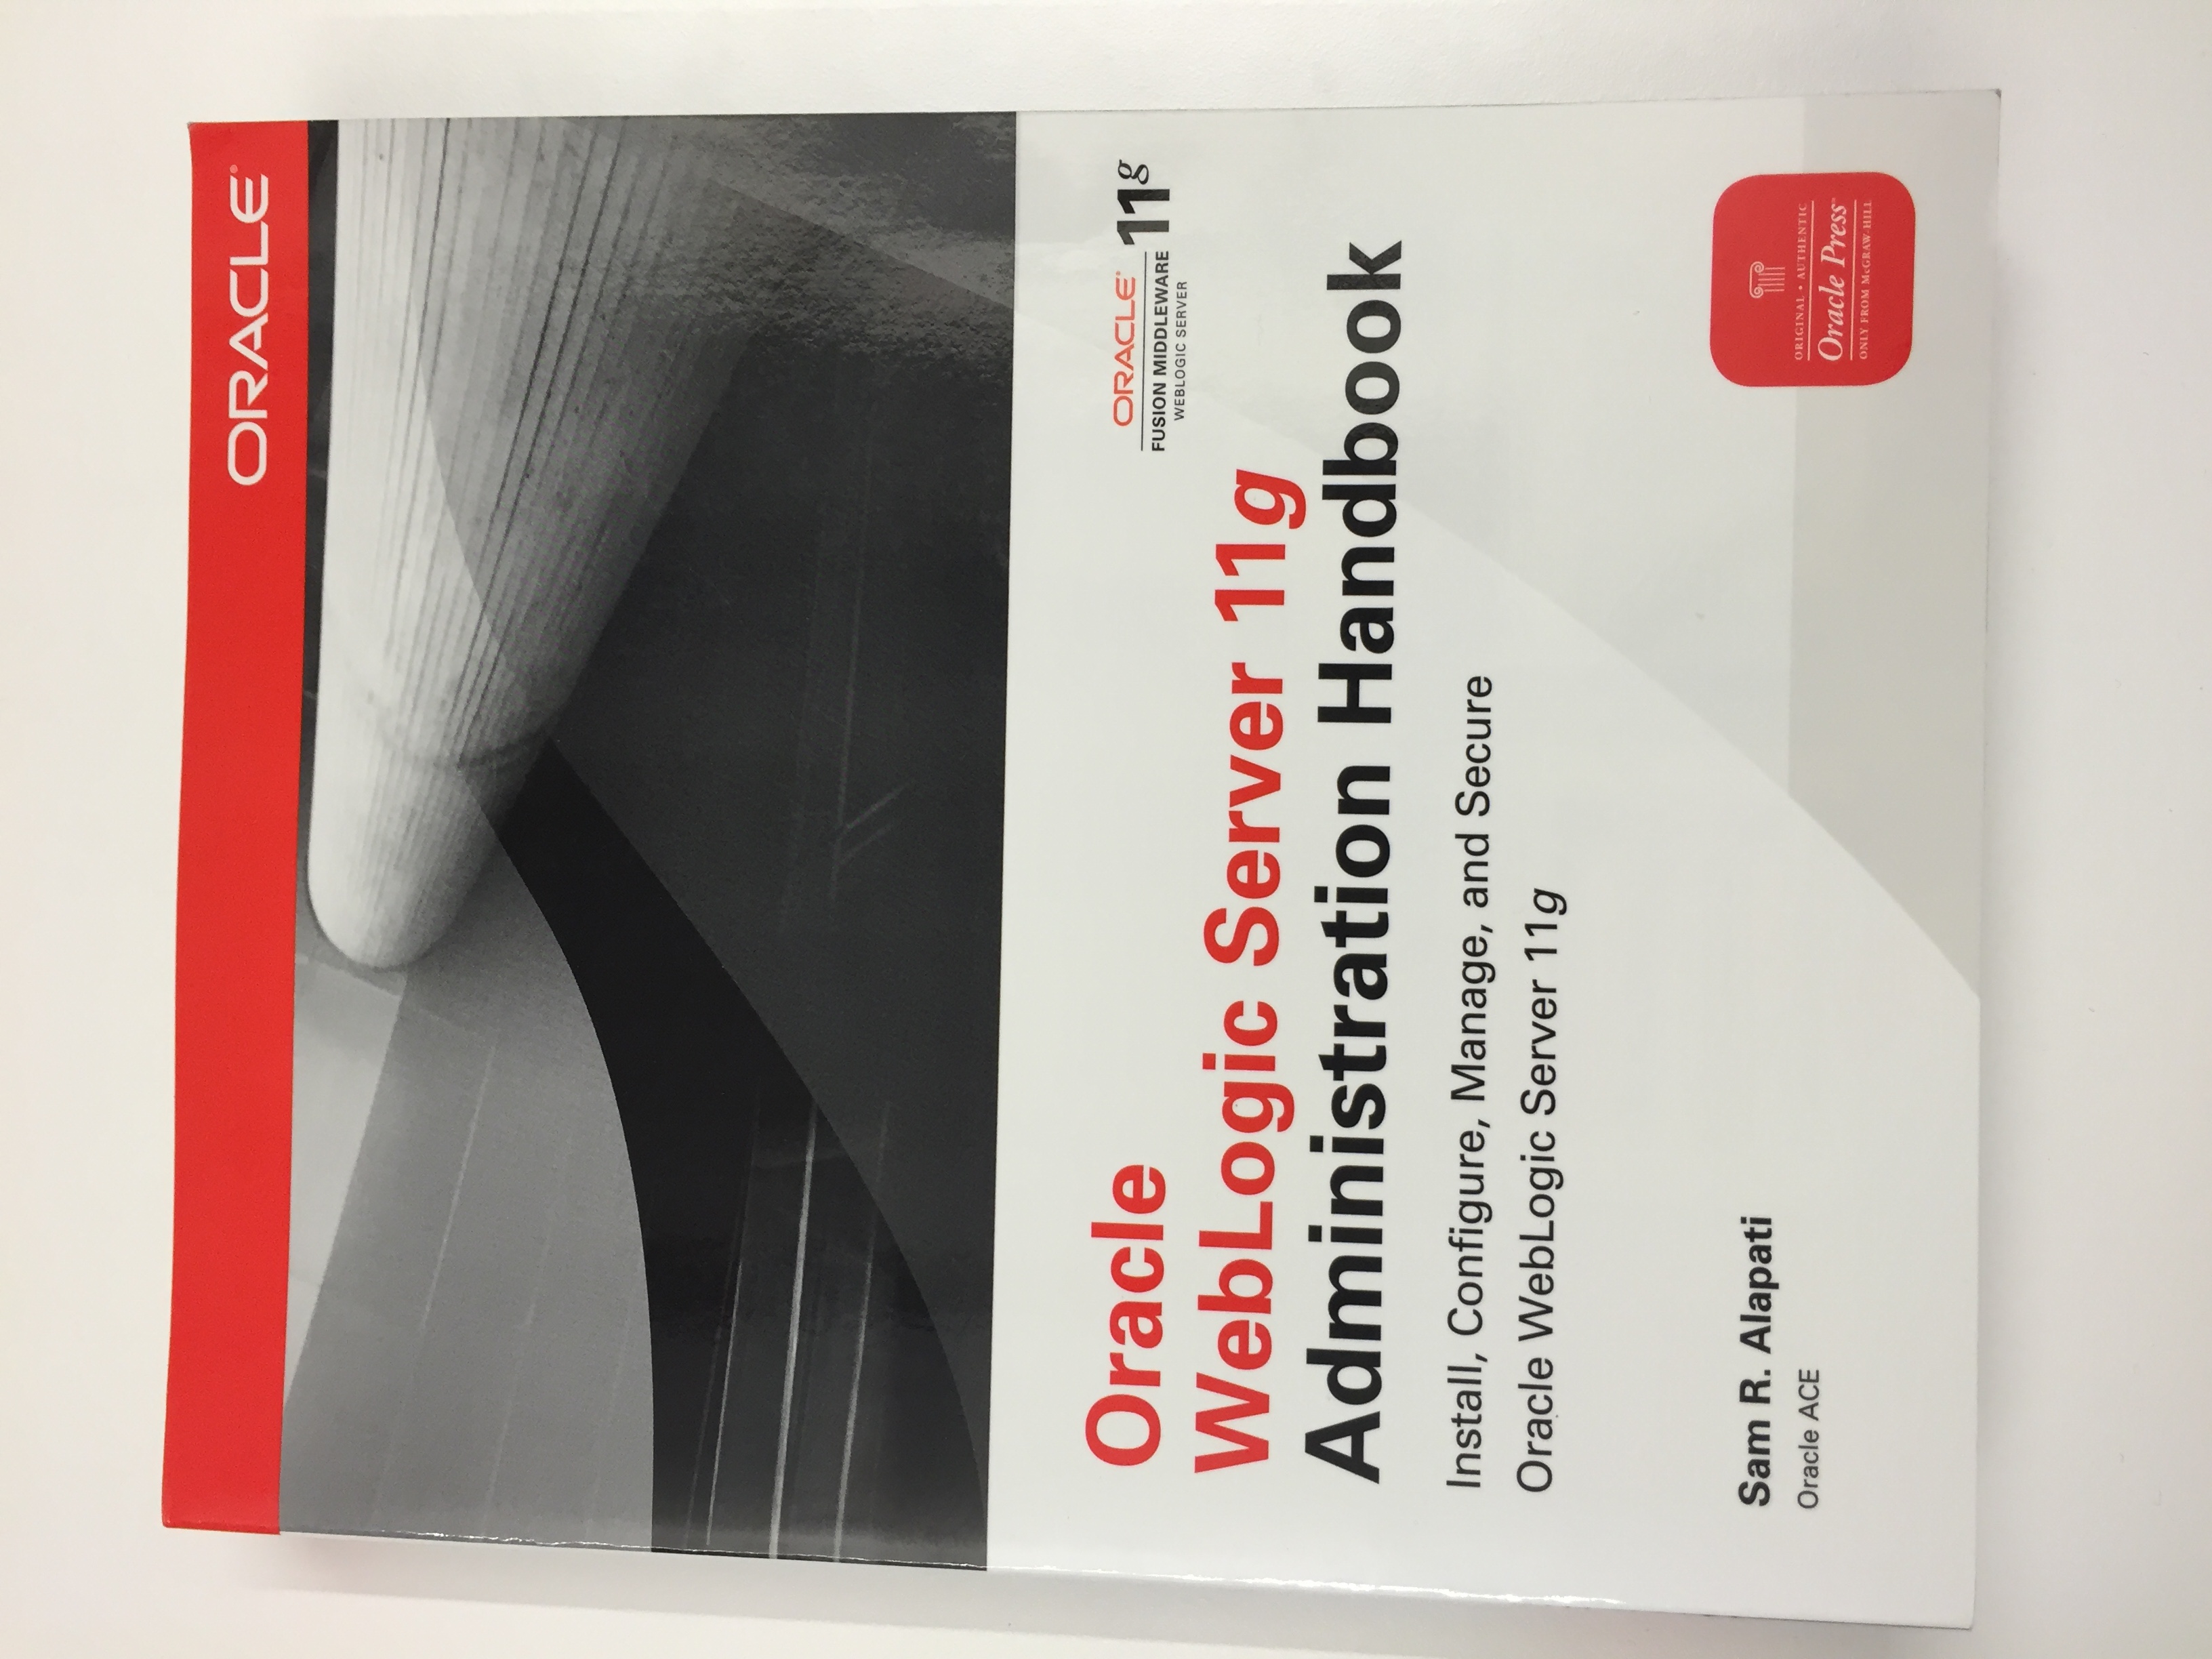 ORACLE
ORACLE 11g
FUSION MIDDLEWARE
WEBLOGIC SERVER
Oracle
WebLogic Server 11g
Administration Handbook
Install, Configure, Manage, and Secure
Oracle WebLogic Server 11g
Sam R. Alapati
Oracle ACE
ORIGINAL • AUTHENTIC
Oracle Press™
ONLY FROM McGRAW-HILL